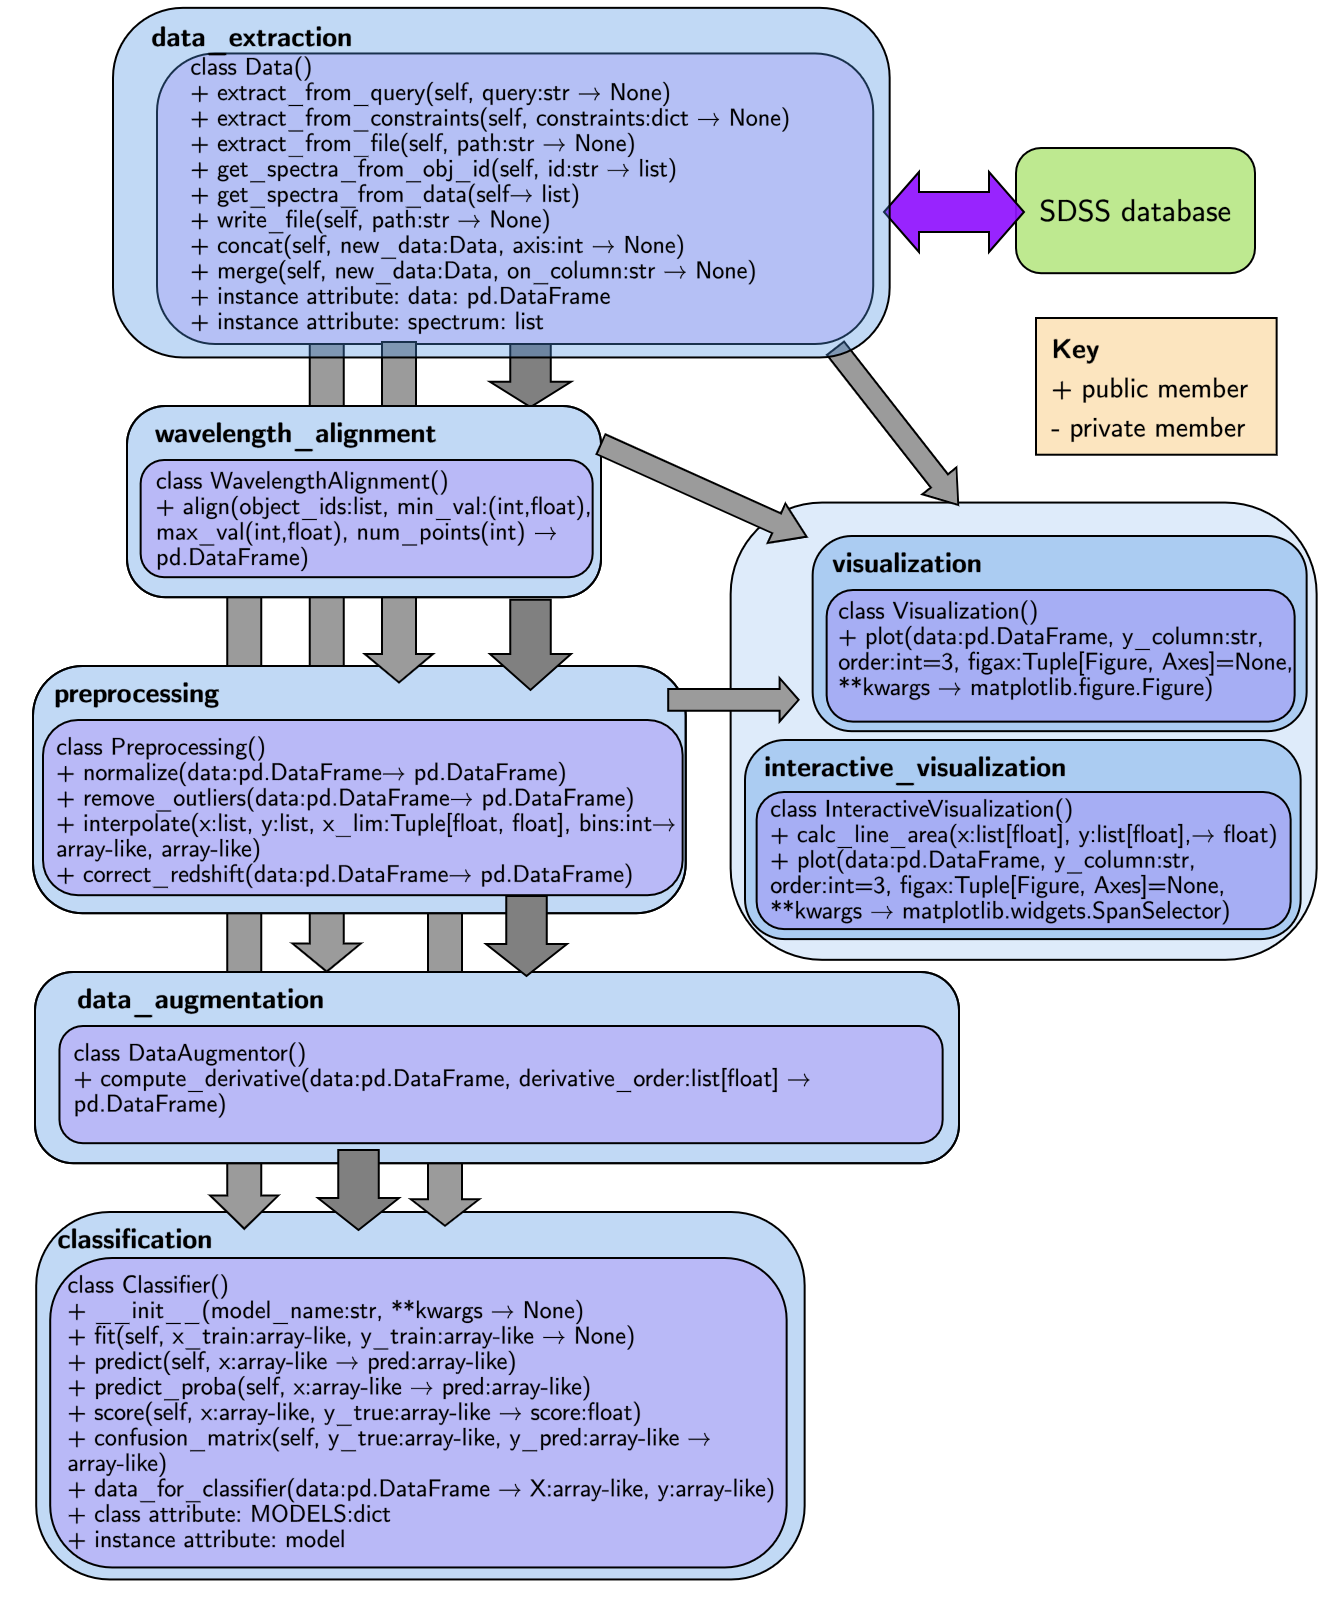 data_extraction
class Data()
+ extract_from_query(self, query:str → None)
+ extract_from_constraints(self, constraints:dict → None)
+ extract_from_file(self, path:str → None)
+ get_spectra_from_obj_id(self, id:str → list)
+ get_spectra_from_data(self→ list)
+ write_file(self, path:str → None)
+ concat(self, new_data:Data, axis:int → None)
+ merge(self, new_data:Data, on_column:str → None)
+ instance attribute: data: pd.DataFrame
+ instance attribute: spectrum: list
SDSS database
Key
+ public member
- private member
wavelength_alignment
class WavelengthAlignment()
+ align(object_ids:list, min_val:(int,float),
max_val(int,float), num_points(int) →
pd.DataFrame)
visualization
class Visualization()
+ plot(data:pd.DataFrame, y_column:str,
order:int=3, figax:Tuple[Figure, Axes]=None,
**kwargs → matplotlib.figure.Figure)
preprocessing
class Preprocessing()
+ normalize(data:pd.DataFrame→ pd.DataFrame)
+ remove_outliers(data:pd.DataFrame→ pd.DataFrame)
+ interpolate(x:list, y:list, x_lim:Tuple[float, float], bins:int→
array-like, array-like)
+ correct_redshift(data:pd.DataFrame→ pd.DataFrame)
interactive_visualization
class InteractiveVisualization()
+ calc_line_area(x:list[float], y:list[float],→ float)
+ plot(data:pd.DataFrame, y_column:str,
order:int=3, figax:Tuple[Figure, Axes]=None,
**kwargs → matplotlib.widgets.SpanSelector)
data_augmentation
class DataAugmentor()
+ compute_derivative(data:pd.DataFrame, derivative_order:list[float] →
pd.DataFrame)
classification
class Classifier()
+ __init__(model_name:str, **kwargs → None)
+ fit(self, x_train:array-like, y_train:array-like → None)
+ predict(self, x:array-like → pred:array-like)
+ predict_proba(self, x:array-like → pred:array-like)
+ score(self, x:array-like, y_true:array-like → score:float)
+ confusion_matrix(self, y_true:array-like, y_pred:array-like →
array-like)
+ data_for_classifier(data:pd.DataFrame → X:array-like, y:array-like)
+ class attribute: MODELS:dict
+ instance attribute: model